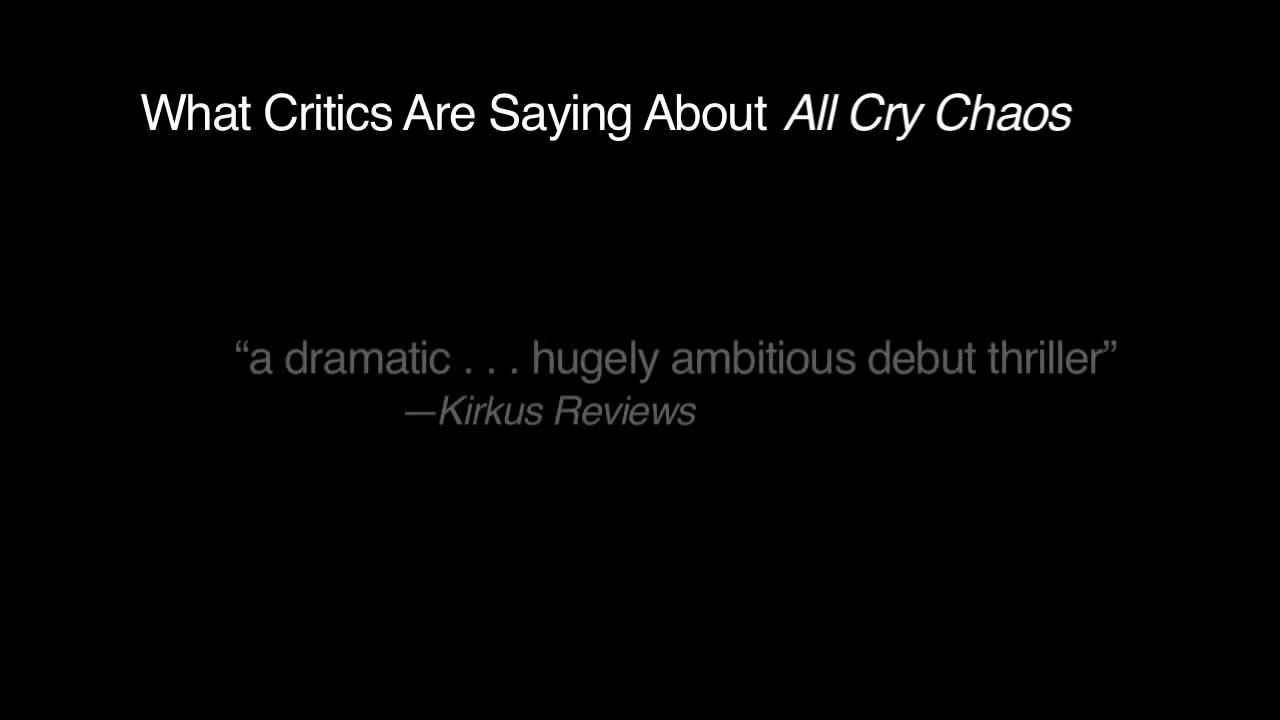 What Critics Are Saying About All Cry Chaos
“a dramatic . . . hugely ambitious debut thriller”
—Kirkus Reviews